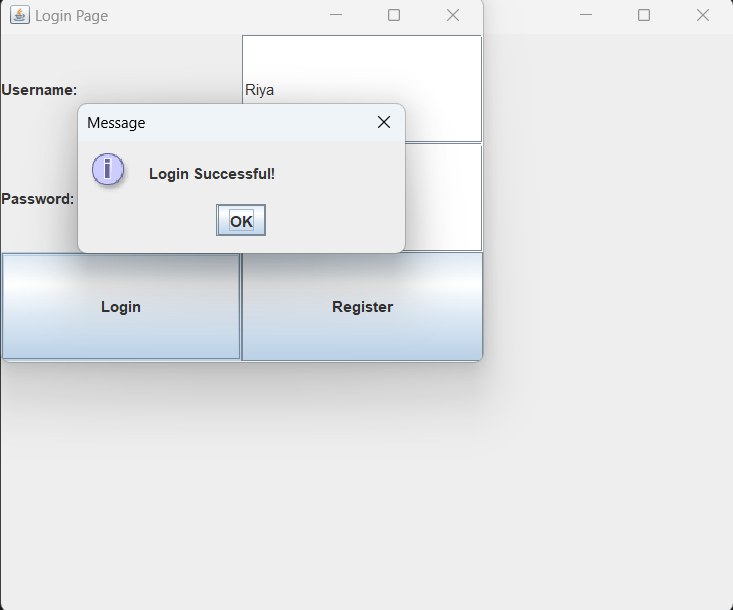 Login Page
Username:
Riya
Message
Login Successful!
Password:
OK
Login
Register